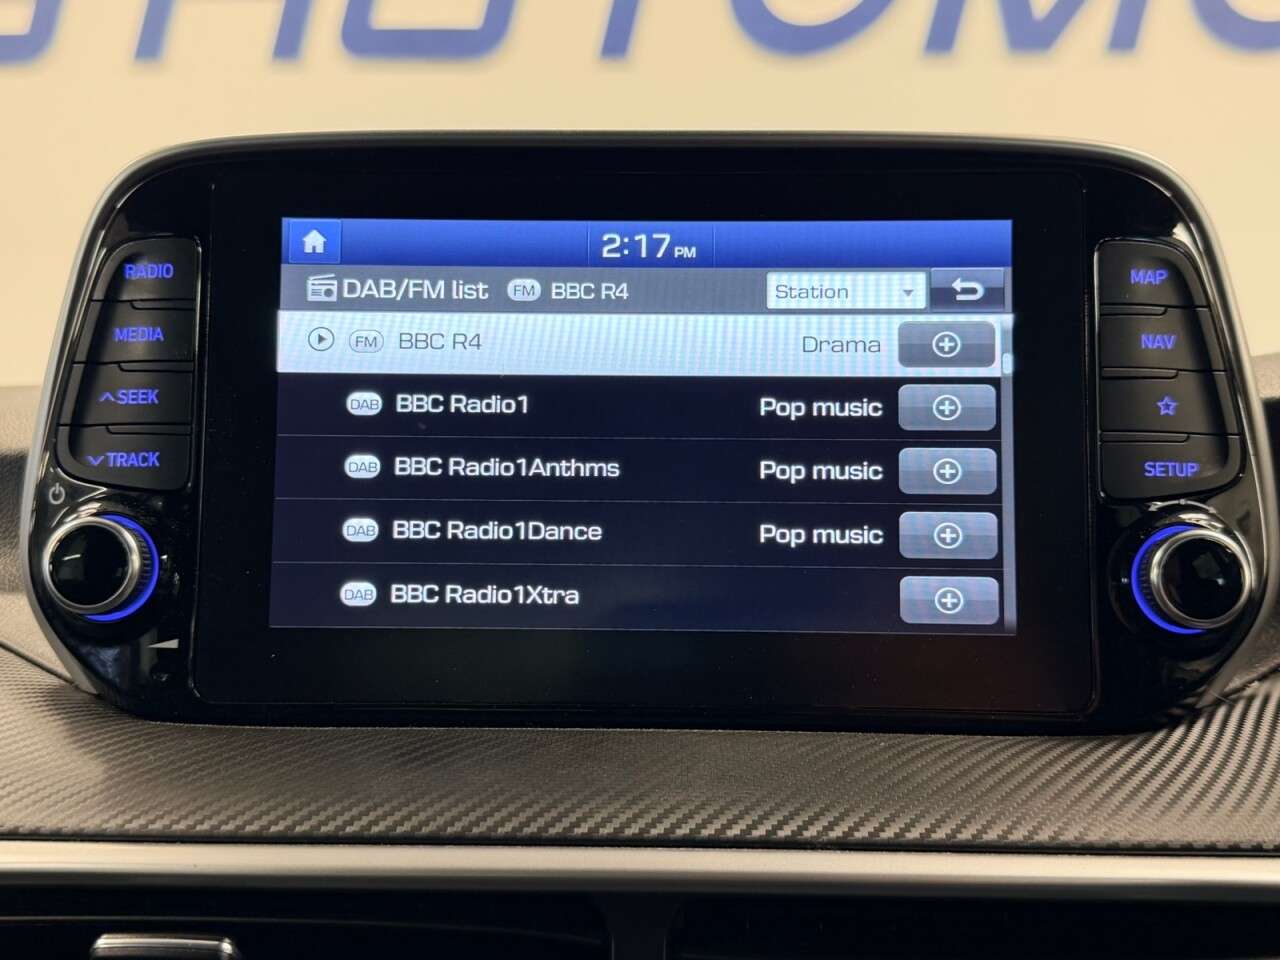 AUTOMO
2:17 PM
DAB/FM list FM BBC R4 Station
FM BBC R4 Drama
DAB BBC Radio1 Pop music
DAB BBC Radio1Anthms Pop music
DAB BBC Radio1Dance Pop music
DAB BBC Radio1Xtra
RADIO
MEDIA
SEEK
TRACK
MAP
NAV
SETUP